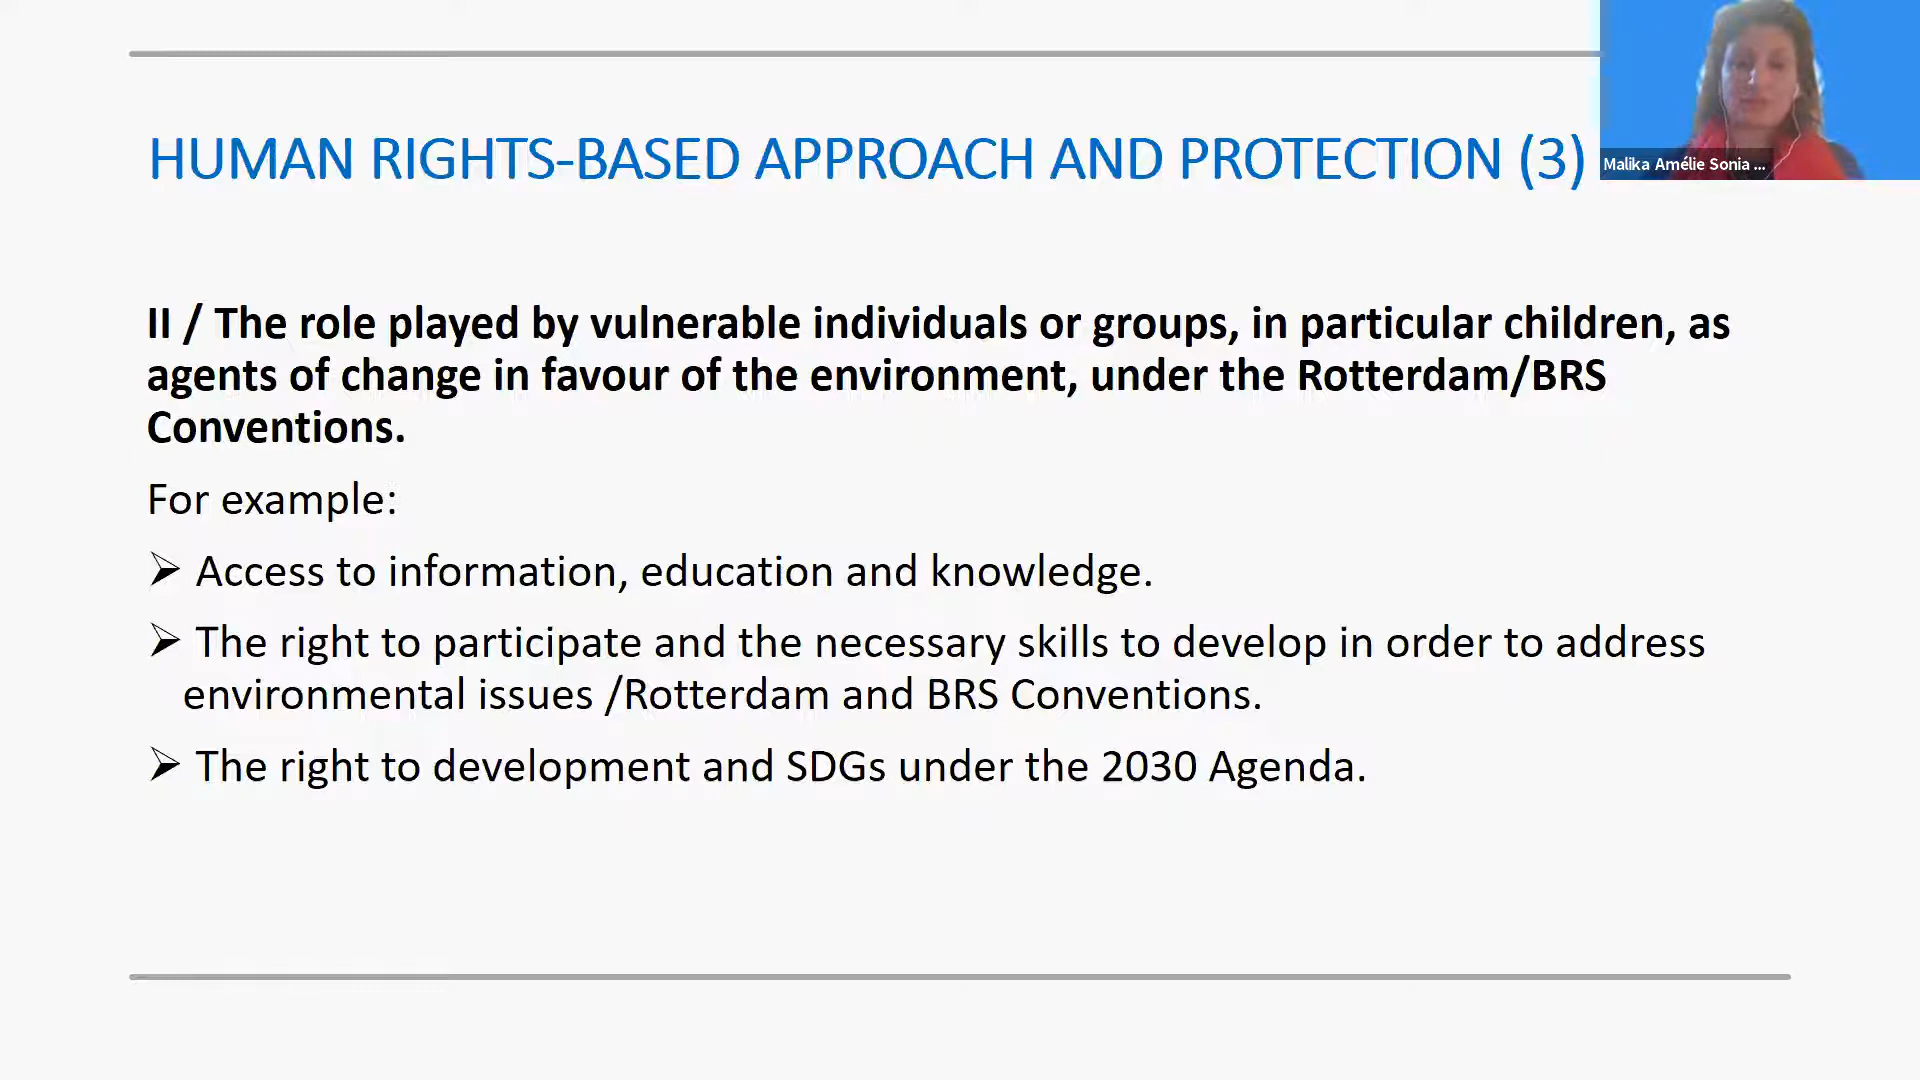 HUMAN RIGHTS-BASED APPROACH AND PROTECTION (3)
Malika Amélie Sonia ...
II / The role played by vulnerable individuals or groups, in particular children, as
agents of change in favour of the environment, under the Rotterdam/BRS
Conventions.
For example:
➢ Access to information, education and knowledge.
➢ The right to participate and the necessary skills to develop in order to address
environmental issues /Rotterdam and BRS Conventions.
➢ The right to development and SDGs under the 2030 Agenda.